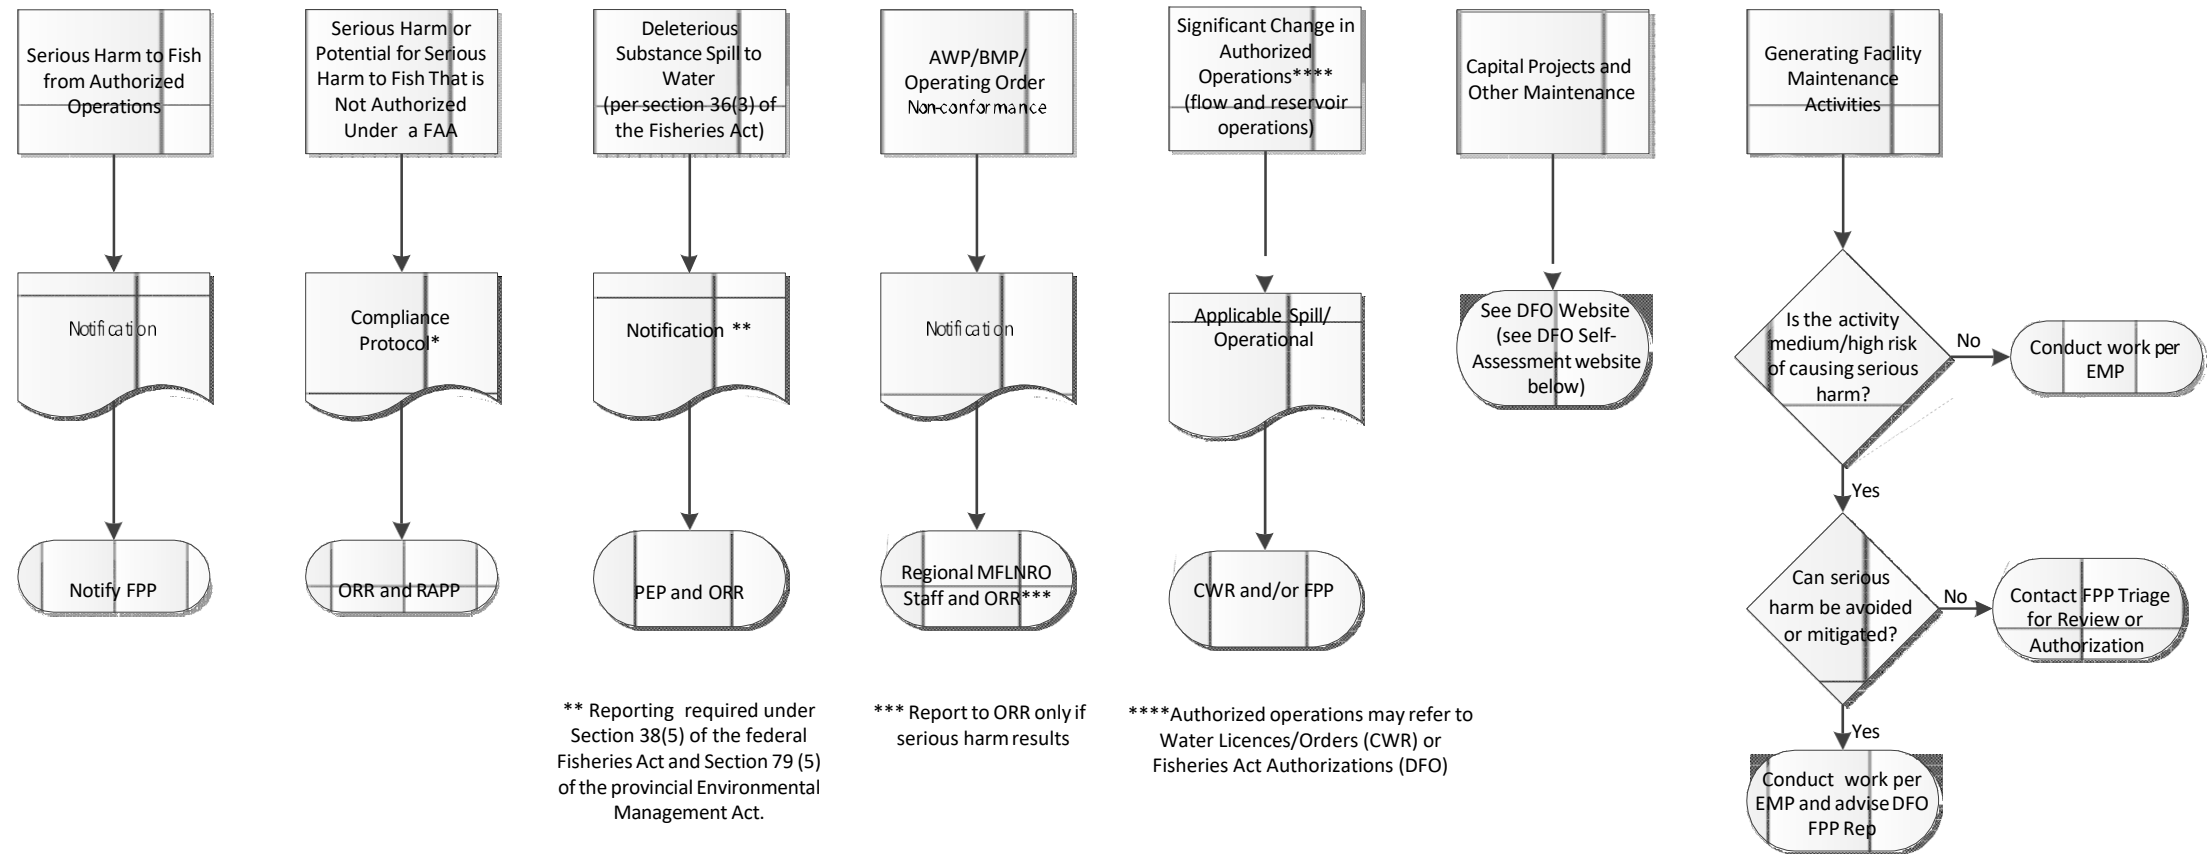 Serious Harm to Fish
from Authorized
Operations
Serious Harm or
Potential for Serious
Harm to Fish That is
Not Authorized
Under a FAA
Deleterious
Substance Spill to
Water
(per section 36(3) of
the Fisheries Act)
AWP/BMP/
Operating Order
Non-conformance
Significant Change in
Authorized
Operations****
(flow and reservoir
operations)
Capital Projects and
Other Maintenance
Generating Facility
Maintenance
Activities
Notification
Compliance
Protocol*
Notification **
Notification
Applicable Spill/
Operational
See DFO Website
(see DFO Self-
Assessment website
below)
Is the activity
medium/high risk
of causing serious
harm?
No
Conduct work per
EMP
Yes
Notify FPP
ORR and RAPP
PEP and ORR
Regional MFLNRO
Staff and ORR***
CWR and/or FPP
Can serious
harm be avoided
or mitigated?
No
Contact FPP Triage
for Review or
Authorization
Yes
Conduct work per
EMP and advise DFO
FPP Rep
** Reporting required under
Section 38(5) of the federal
Fisheries Act and Section 79 (5)
of the provincial Environmental
Management Act.
*** Report to ORR only if
serious harm results
****Authorized operations may refer to
Water Licences/Orders (CWR) or
Fisheries Act Authorizations (DFO)